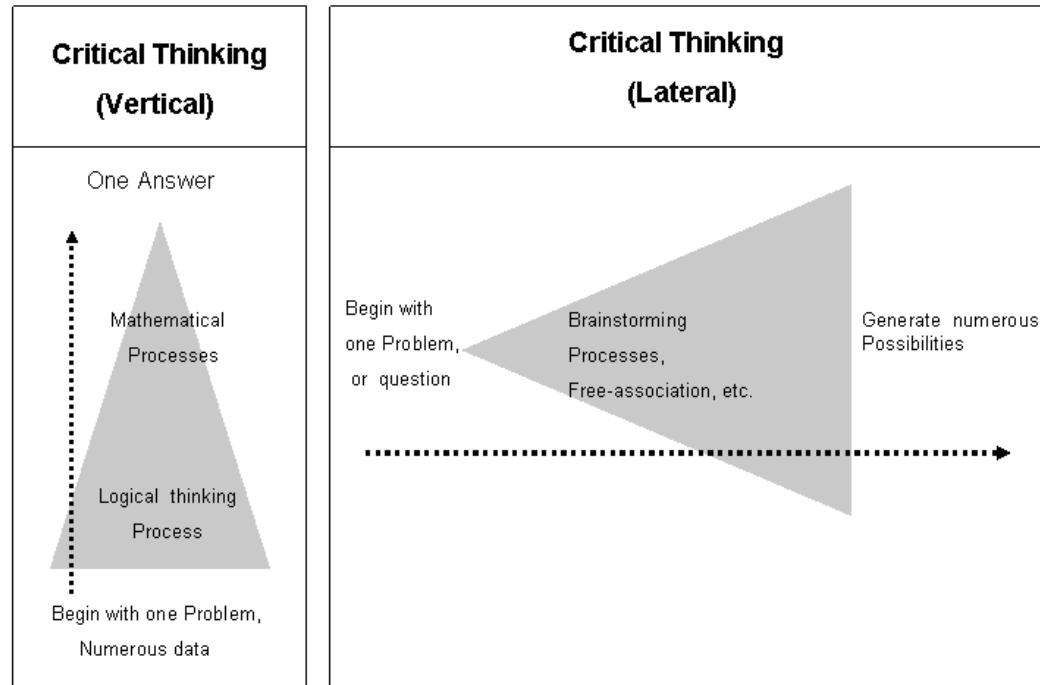 Critical Thinking
(Vertical)
One Answer
Mathematical
Processes
Logical thinking
Process
Begin with one Problem,
Numerous data
Critical Thinking
(Lateral)
Begin with
one Problem,
or question
Brainstorming
Processes,
Free-association, etc.
Generate numerous
Possibilities